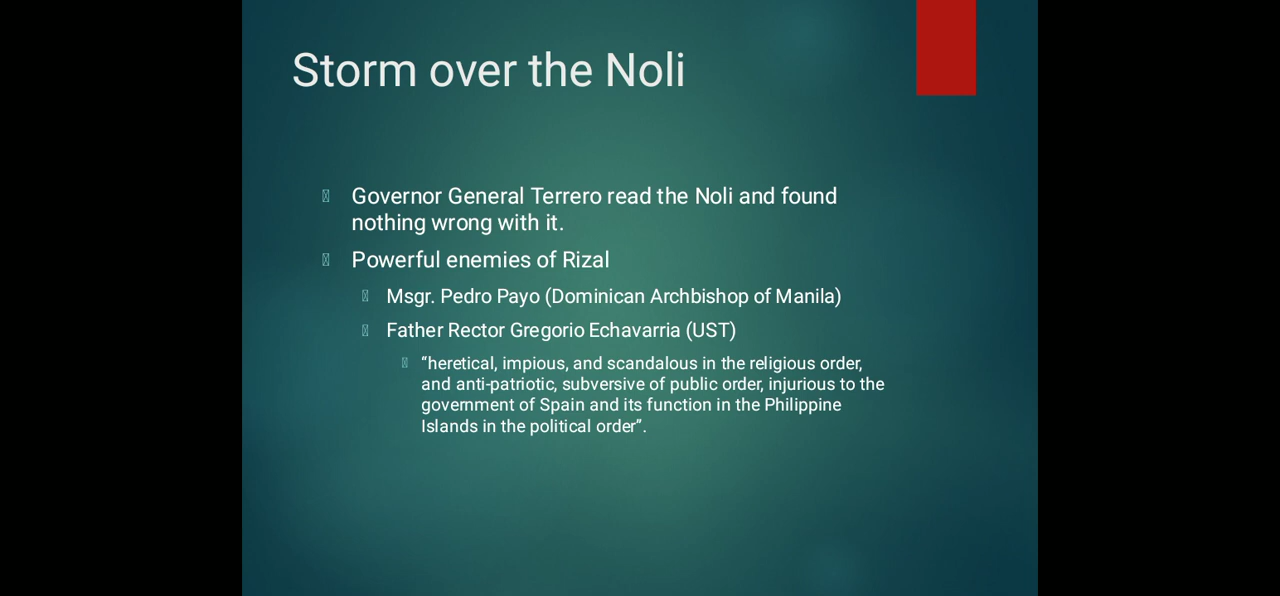 Storm over the Noli
Governor General Terrero read the Noli and found
nothing wrong with it.
Powerful enemies of Rizal
Msgr. Pedro Payo (Dominican Archbishop of Manila)
Father Rector Gregorio Echavarria (UST)
“heretical, impious, and scandalous in the religious order,
and anti-patriotic, subversive of public order, injurious to the
government of Spain and its function in the Philippine
Islands in the political order”.